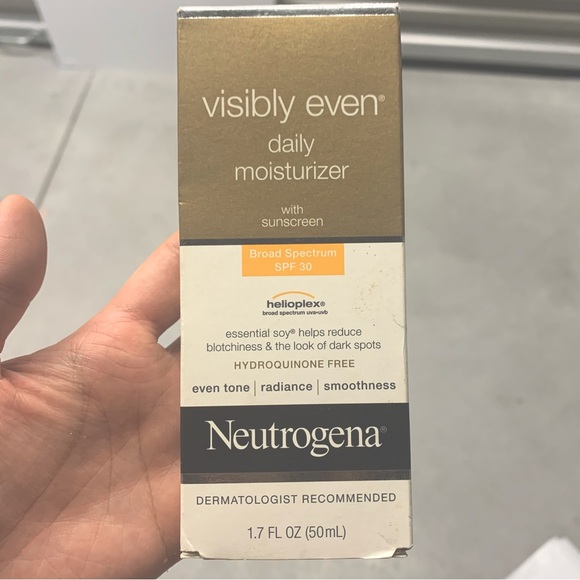 visibly even®
daily
moisturizer
with
sunscreen
Broad Spectrum
SPF 30
helioplex®
broad spectrum uva-uvb
essential soy® helps reduce
blotchiness & the look of dark spots
HYDROQUINONE FREE
even tone | radiance | smoothness
Neutrogena®
DERMATOLOGIST RECOMMENDED
1.7 FL OZ (50mL)